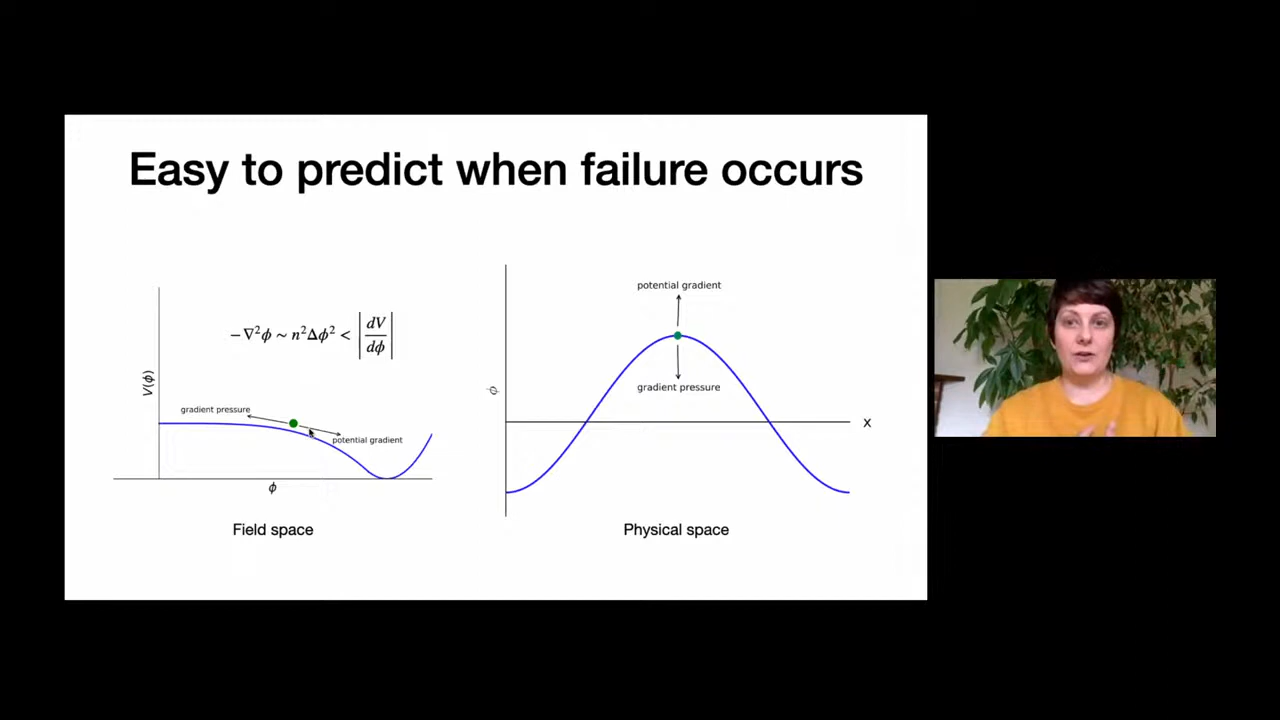 Easy to predict when failure occurs
−∇²ϕ ∼ n²Δϕ² < |dV/dϕ|
V(ϕ)
gradient pressure
potential gradient
ϕ
Field space
potential gradient
gradient pressure
ϕ
x
Physical space